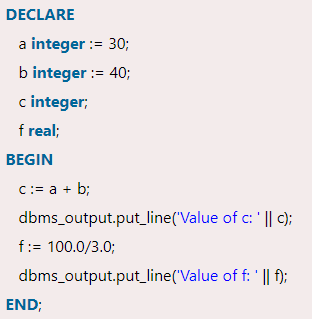 DECLARE
a integer := 30;
b integer := 40;
c integer;
f real;
BEGIN
c := a + b;
dbms_output.put_line('Value of c: ' || c);
f := 100.0/3.0;
dbms_output.put_line('Value of f: ' || f);
END;